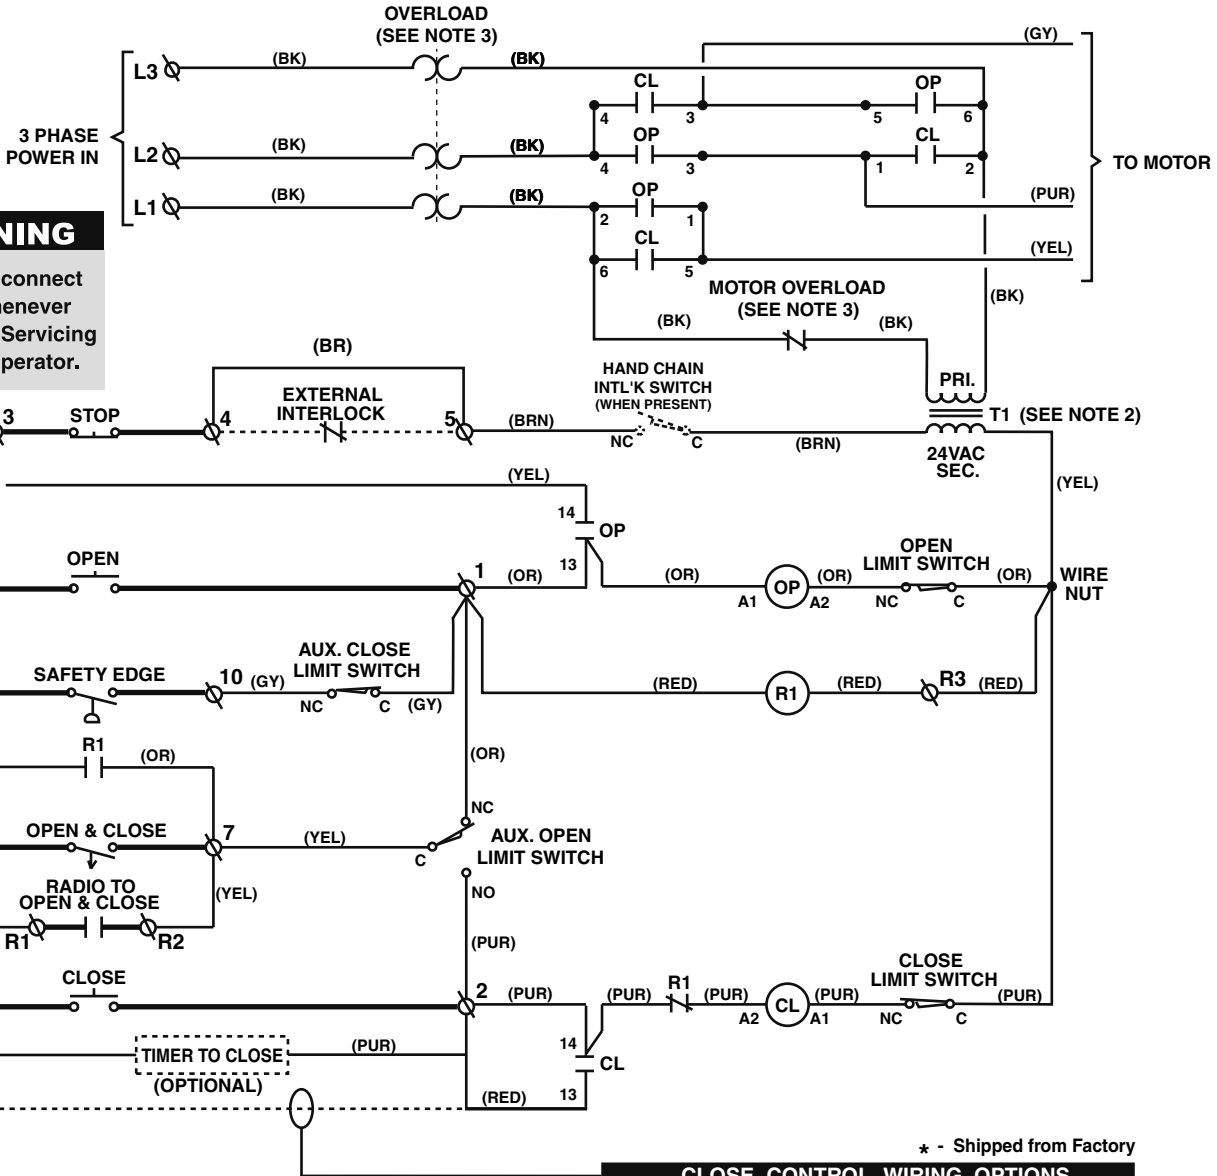 OVERLOAD
(SEE NOTE 3)
(GY)
L3
(BK)
(BK)
CL
OP
4
3
5
6
3 PHASE
POWER IN
L2
(BK)
(BK)
OP
CL
TO MOTOR
4
3
1
2
L1
(BK)
(BK)
OP
(PUR)
2
1
NING
CL
(YEL)
6
5
connect
enever
Servicing
perator.
MOTOR OVERLOAD
(SEE NOTE 3)
(BK)
(BK)
(BK)
(BR)
HAND CHAIN
INTL'K SWITCH
(WHEN PRESENT)
PRI.
EXTERNAL
INTERLOCK
3
STOP
4
5
(BRN)
NC
C
(BRN)
T1 (SEE NOTE 2)
24VAC
SEC.
(YEL)
(YEL)
14
OP
13
OPEN
1
(OR)
(OR)
OP
A1
A2
(OR)
OPEN
LIMIT SWITCH
NC
C
(OR)
WIRE
NUT
SAFETY EDGE
10
(GY)
AUX. CLOSE
LIMIT SWITCH
NC
C
(GY)
(RED)
R1
(RED)
R3
(RED)
R1
(OR)
(OR)
NC
OPEN & CLOSE
7
(YEL)
C
AUX. OPEN
LIMIT SWITCH
RADIO TO
OPEN & CLOSE
(YEL)
NO
R1
R2
(PUR)
CLOSE
2
(PUR)
(PUR)
R1
(PUR)
CL
A2
A1
(PUR)
CLOSE
LIMIT SWITCH
NC
C
(PUR)
TIMER TO CLOSE
(PUR)
14
CL
(OPTIONAL)
(RED)
13
* - Shipped from Factory
CLOSE CONTROL WIRING OPTIONS